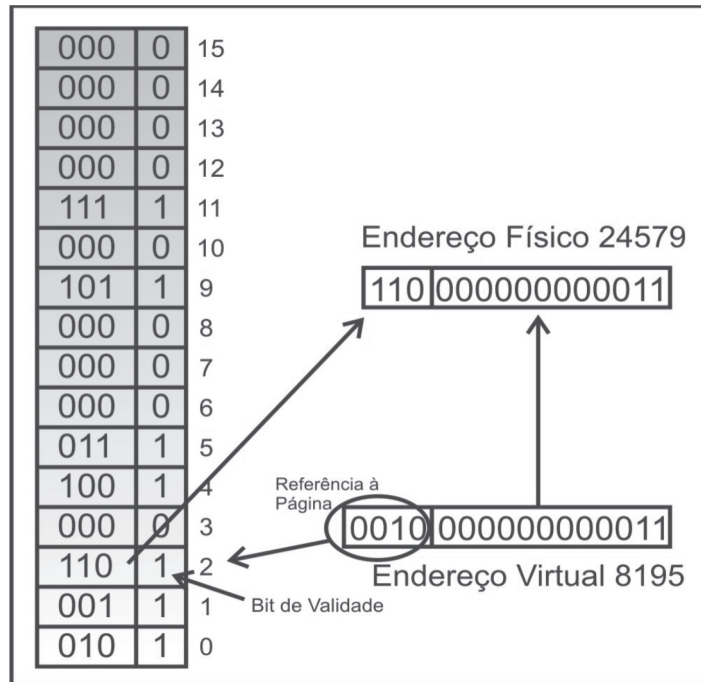 000 0 15
000 0 14
000 0 13
000 0 12
111 1 11
000 0 10
101 1 9
000 0 8
000 0 7
000 0 6
011 1 5
100 1 4
000 0 3
110 1 2
001 1 1
010 1 0
Endereço Físico 24579
110 000000000011
Referência à
Página
0010 000000000011
Endereço Virtual 8195
Bit de Validade